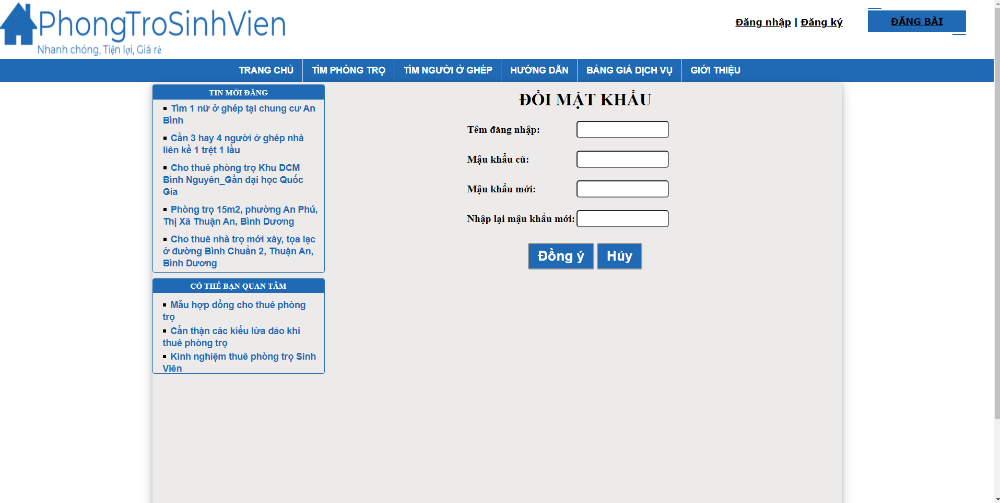 PhongTroSinhVien
Nhanh chóng, Tiện lợi, Giá rẻ
Đăng nhập | Đăng ký
ĐĂNG BÀI
TRANG CHỦ
TÌM PHÒNG TRỌ
TÌM NGƯỜI Ở GHÉP
HƯỚNG DẪN
BẢNG GIÁ DỊCH VỤ
GIỚI THIỆU
TIN MỚI ĐĂNG
Tìm 1 nữ ở ghép tại chung cư An
Bình
Cần 3 hay 4 người ở ghép nhà
liên kề 1 trệt 1 lầu
Cho thuê phòng trọ Khu DCM
Bình Nguyên_Gần đại học Quốc
Gia
Phòng trọ 15m2, phường An Phú,
Thị Xã Thuận An, Bình Dương
Cho thuê nhà trọ mới xây, tọa lạc
ở đường Bình Chuẩn 2, Thuận An,
Bình Dương
CÓ THỂ BẠN QUAN TÂM
Mẫu hợp đồng cho thuê phòng
trọ
Cẩn thận các kiểu lừa đảo khi
thuê phòng trọ
Kinh nghiệm thuê phòng trọ Sinh
Viên
ĐỔI MẬT KHẨU
Têm đăng nhập:
Mậu khẩu cũ:
Mậu khẩu mới:
Nhập lại mậu khẩu mới:
Đồng ý
Hủy